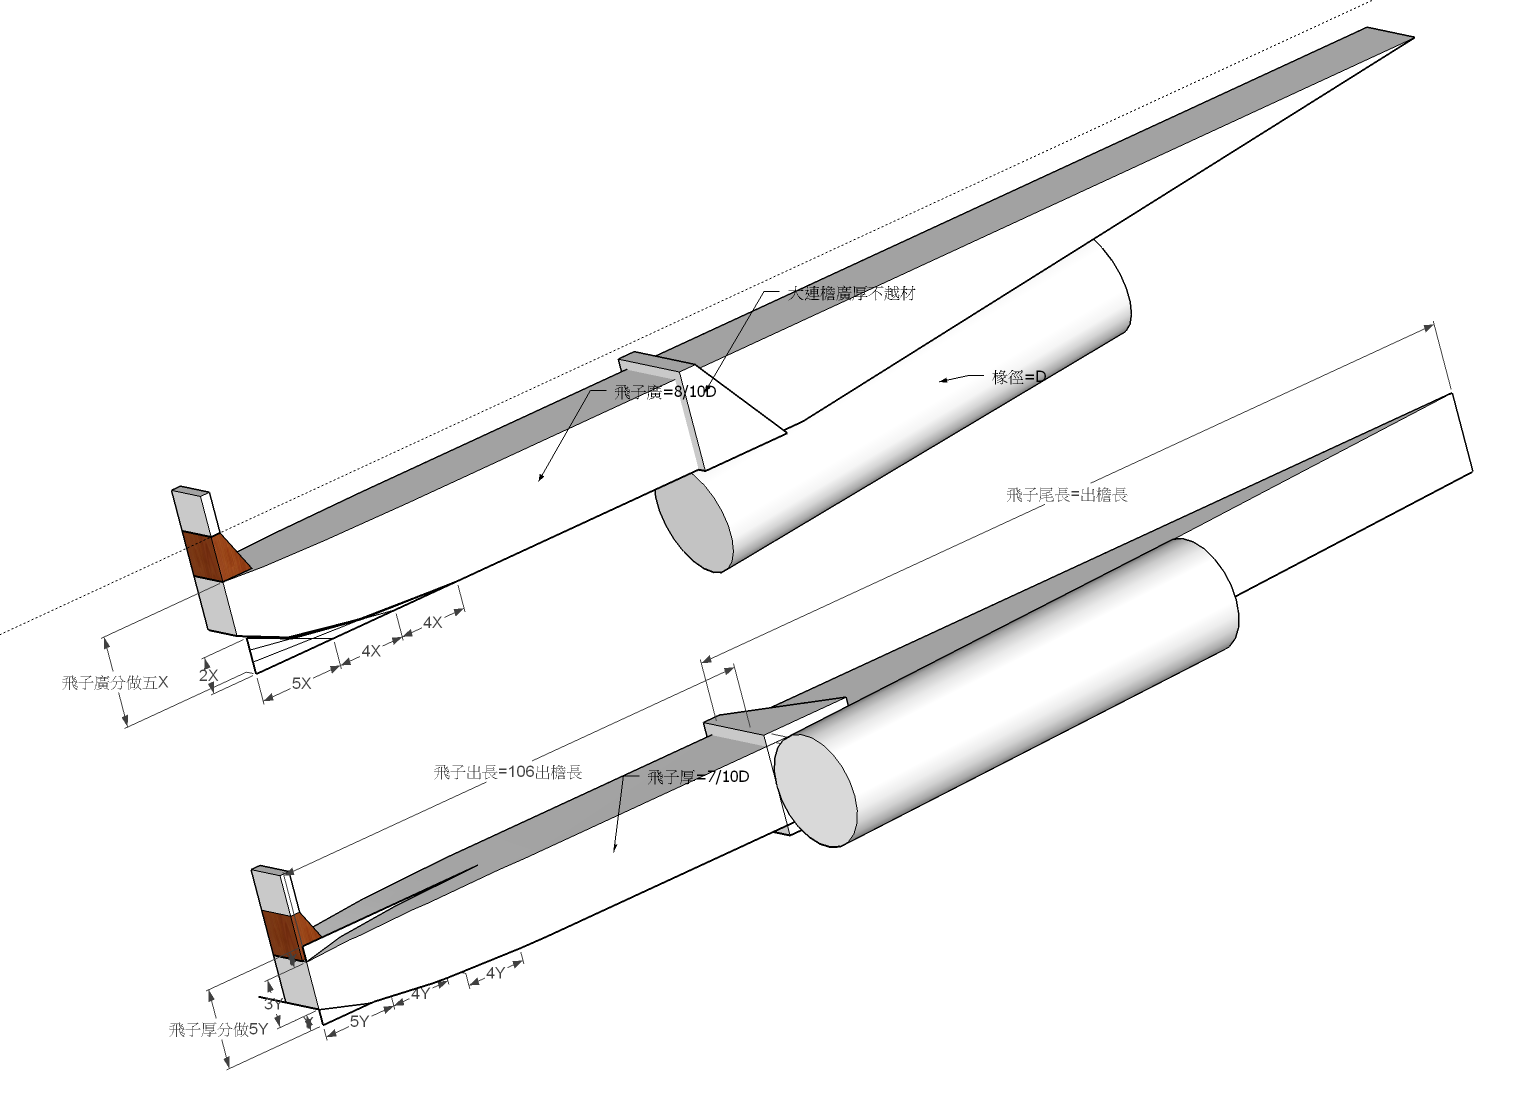 大連檐廣厚不越材
椽徑=D
飛子廣=8/10D
飛子尾長=出檐長
4X
4X
飛子廣分做五X
2X
5X
飛子出長=106出檐長
飛子厚=7/10D
4Y
4Y
3Y
5Y
Y
飛子厚分做5Y